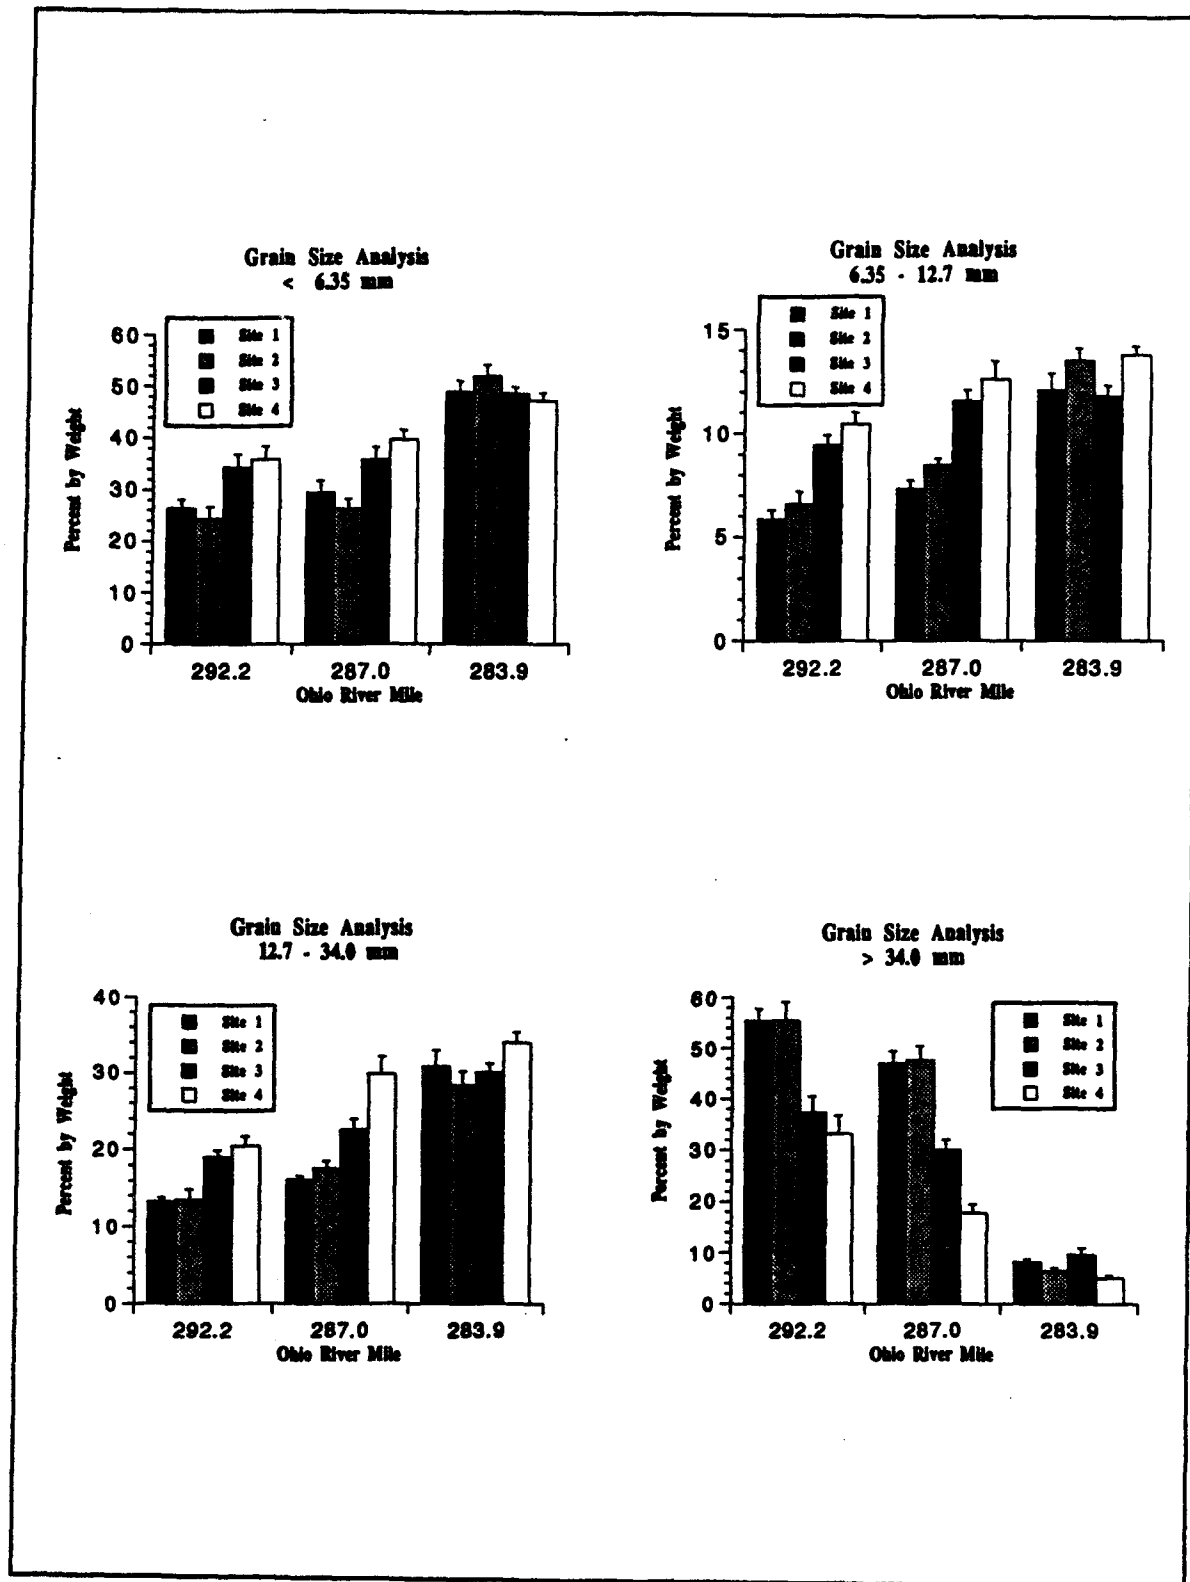 Grain Size Analysis
< 6.35 mm
60
50
40
30
20
10
0
Percent by Weight
Site 1
Site 2
Site 3
Site 4
292.2 287.0 283.9
Ohio River Mile
Grain Size Analysis
6.35 - 12.7 mm
15
10
5
0
Percent by Weight
Site 1
Site 2
Site 3
Site 4
292.2 287.0 283.9
Ohio River Mile
Grain Size Analysis
12.7 - 34.0 mm
40
30
20
10
0
Percent by Weight
Site 1
Site 2
Site 3
Site 4
292.2 287.0 283.9
Ohio River Mile
Grain Size Analysis
> 34.0 mm
60
50
40
30
20
10
0
Percent by Weight
Site 1
Site 2
Site 3
Site 4
292.2 287.0 283.9
Ohio River Mile